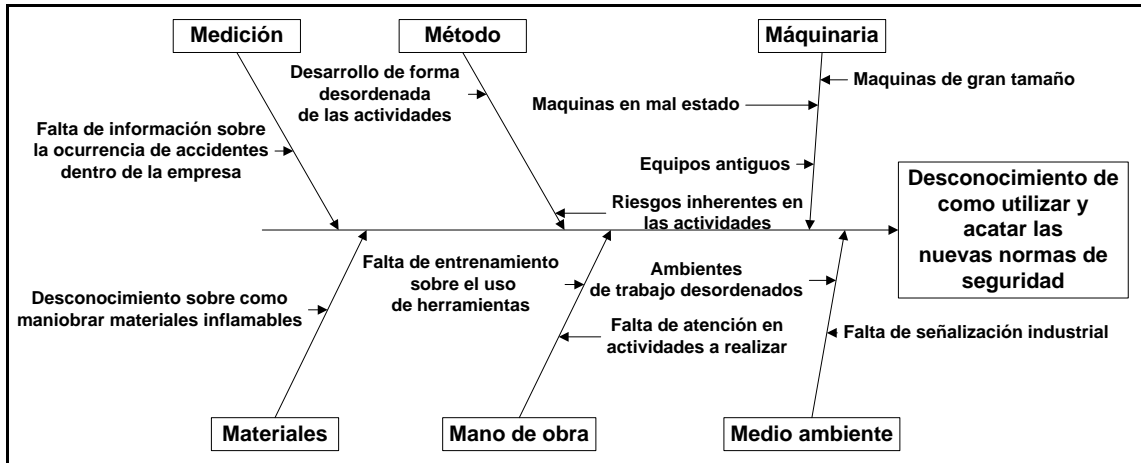 Medición
Método
Máquinaria
Desarrollo de forma
desordenada
de las actividades
Maquinas de gran tamaño
Maquinas en mal estado
Falta de información sobre
la ocurrencia de accidentes
dentro de la empresa
Equipos antiguos
Riesgos inherentes en
las actividades
Desconocimiento de
como utilizar y
acatar las
nuevas normas de
seguridad
Falta de entrenamiento
sobre el uso
de herramientas
Ambientes
de trabajo desordenados
Desconocimiento sobre como
maniobrar materiales inflamables
Falta de atención en
actividades a realizar
Falta de señalización industrial
Materiales
Mano de obra
Medio ambiente